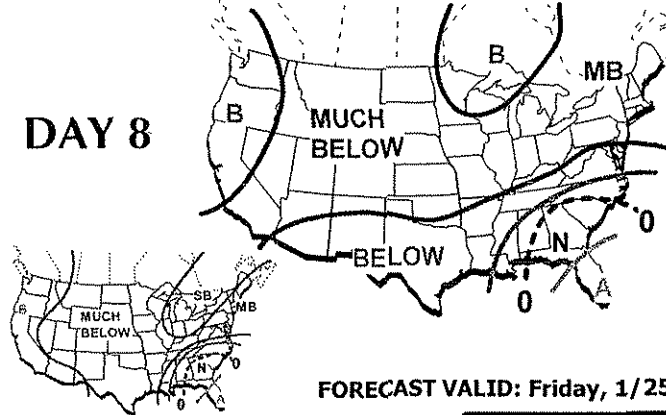 DAY 8
B
B
MB
MUCH
BELOW
BELOW
N
0
0
A
B
MUCH
BELOW
SB
MB
N
0
0
A
FORECAST VALID: Friday, 1/25